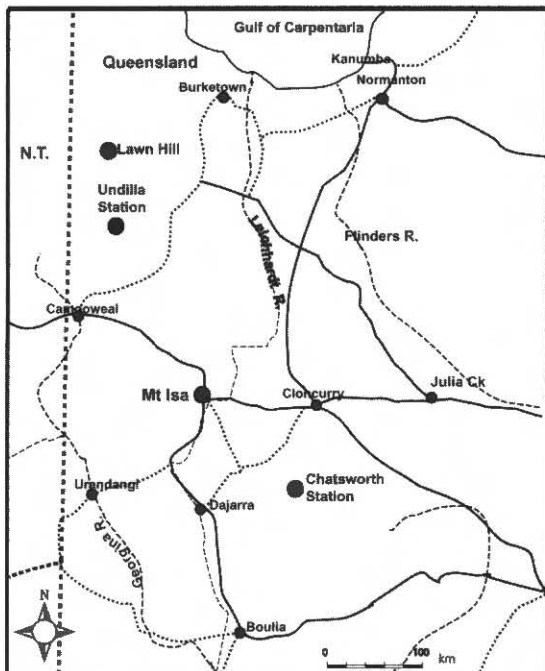 Gulf of Carpentaria
Queensland
Kanumba
Normanton
Burketown
N.T.
Lawn Hill
Undilla
Station
Leichhardt R.
Flinders R.
Camooweal
Mt Isa
Cloncurry
Julia Ck
Urandangi
Chatsworth
Station
Dajarra
Georgina R.
N
Boulia
0
100
km